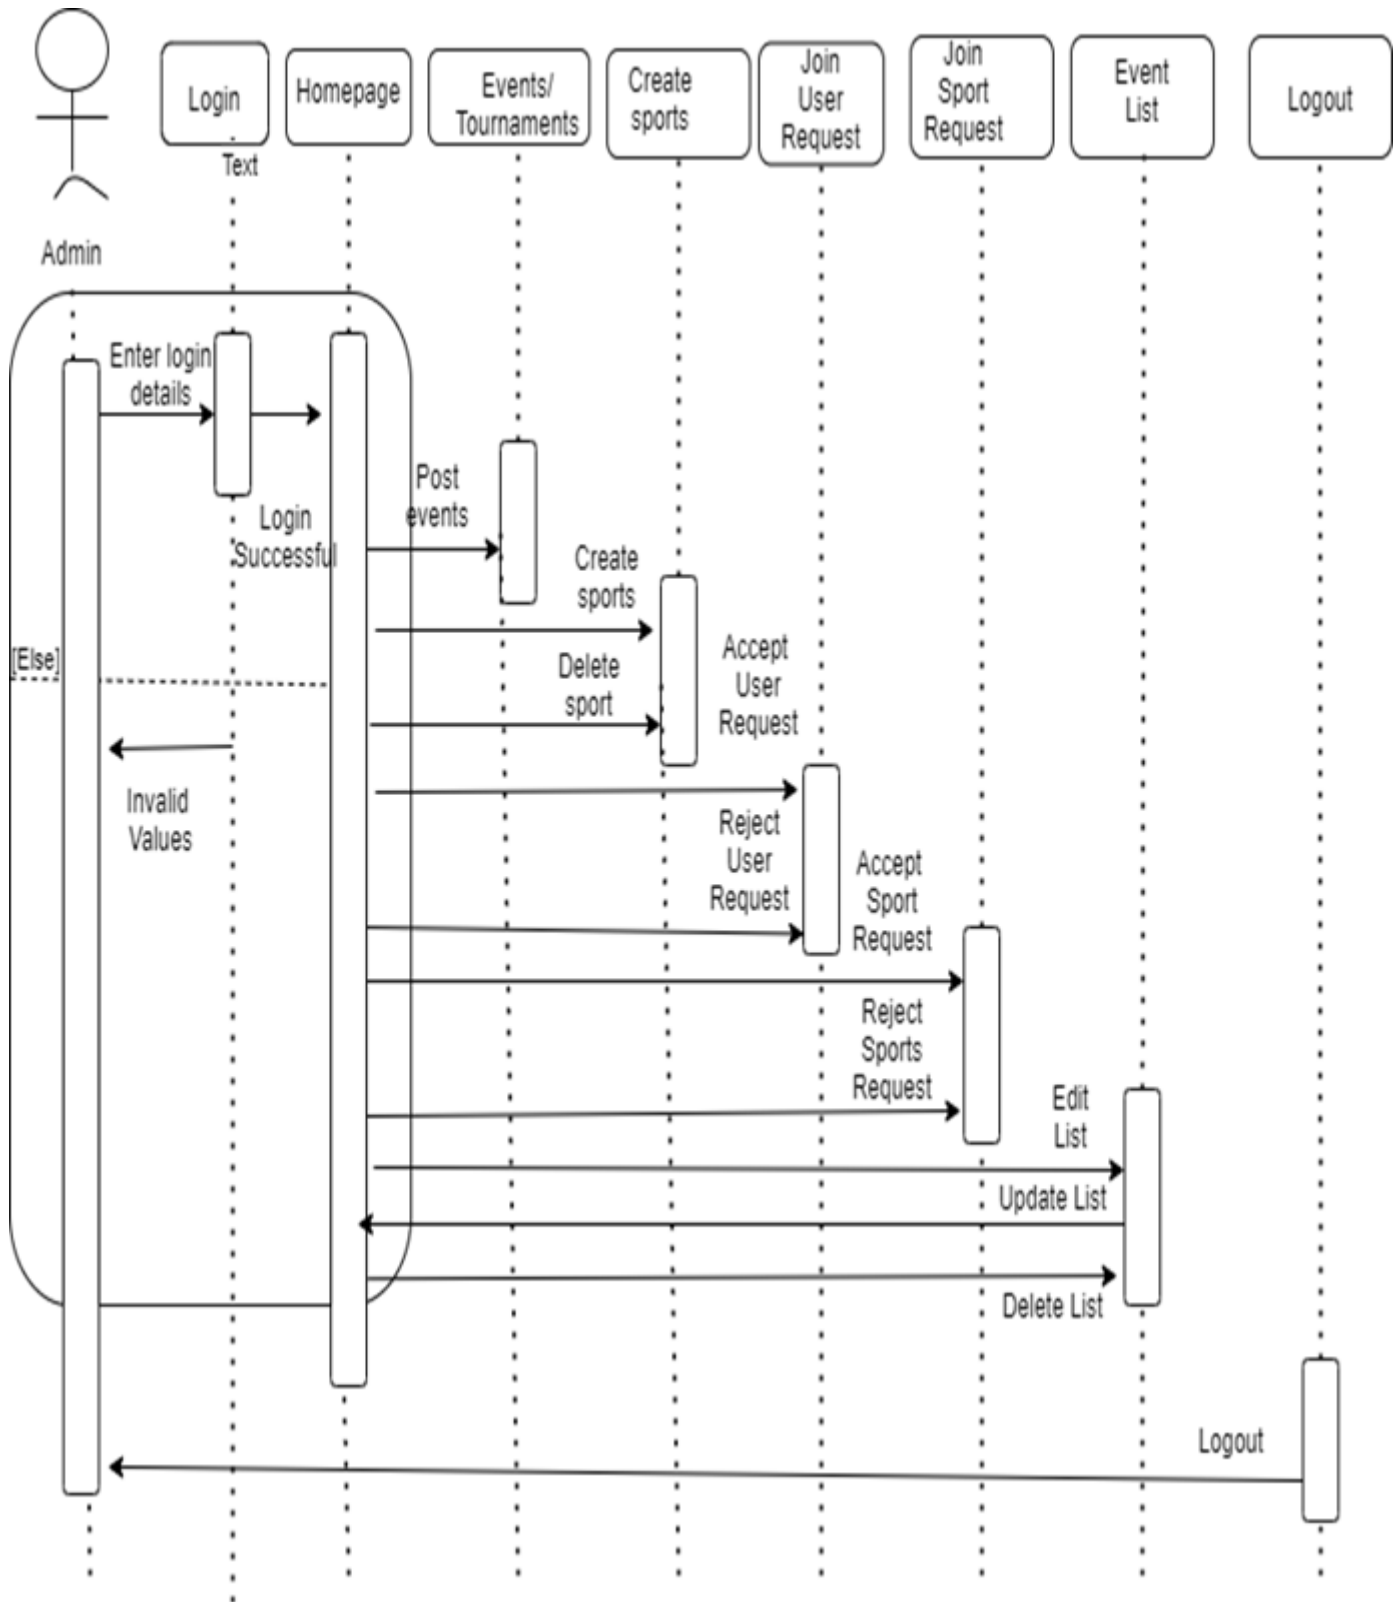 Login
Text
Homepage
Events/
Tournaments
Create
sports
Join
User
Request
Join
Sport
Request
Event
List
Logout
Admin
Enter login
details
Login
Successful
Post
events
Create
sports
[Else]
Delete
sport
Accept
User
Request
Invalid
Values
Reject
User
Request
Accept
Sport
Request
Reject
Sports
Request
Edit
List
Update List
Delete List
Logout